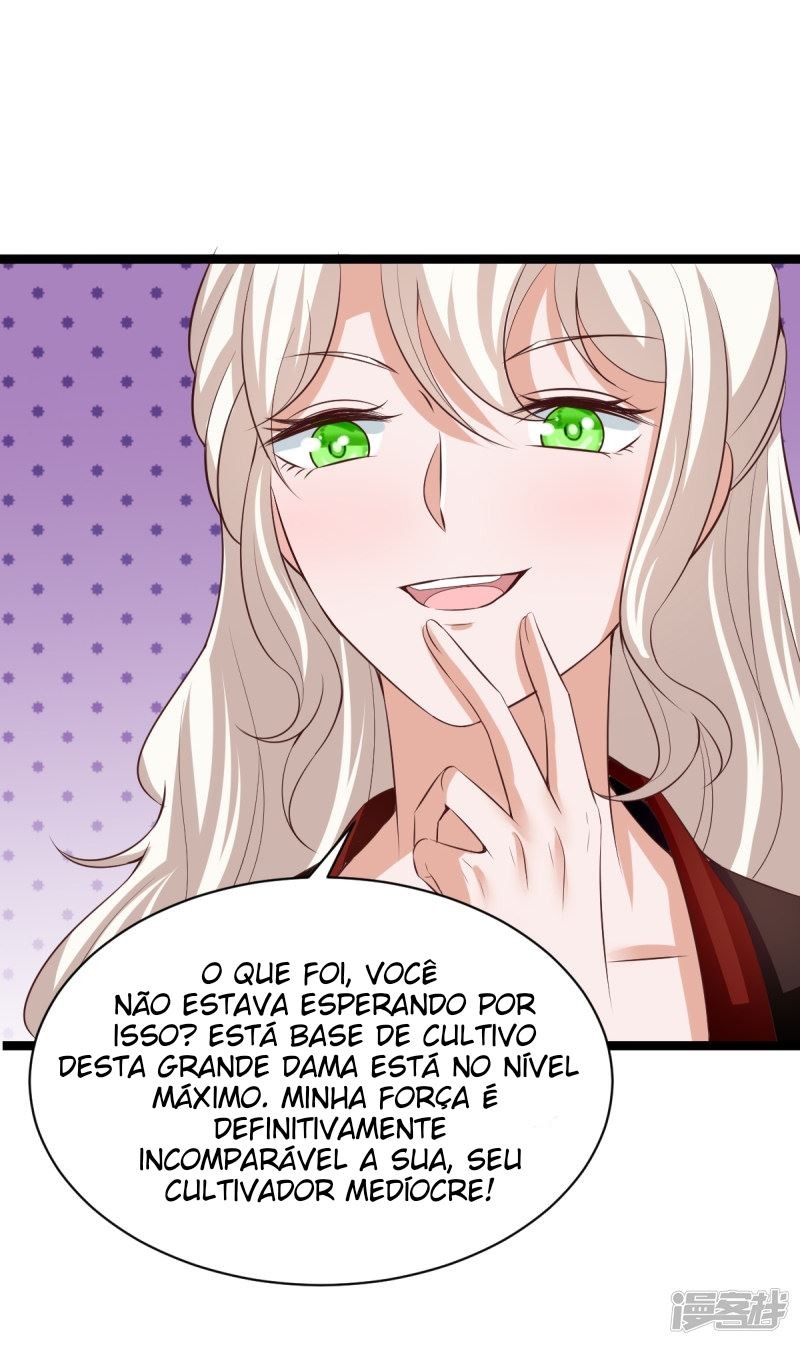 O QUE FOI, VOCÊ
NÃO ESTAVA ESPERANDO POR
ISSO? ESTÁ BASE DE CULTIVO
DESTA GRANDE DAMA ESTÁ NO NÍVEL
MÁXIMO. MINHA FORÇA É
DEFINITIVAMENTE
INCOMPARÁVEL A SUA, SEU
CULTIVADOR MEDÍOCRE!
漫客栈